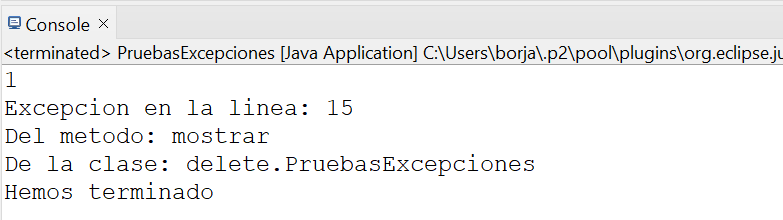 Console
<terminated> PruebasExcepciones [Java Application] C:\Users\borja\.p2\pool\plugins\org.eclipse.ju
1
Excepcion en la linea: 15
Del metodo: mostrar
De la clase: delete.PruebasExcepciones
Hemos terminado